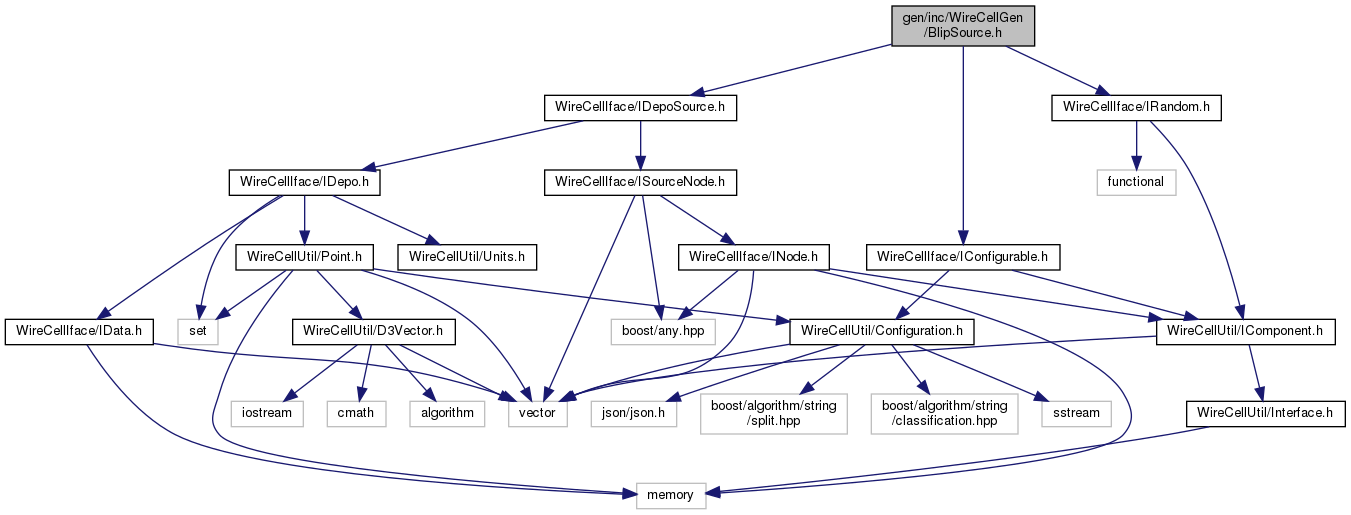 gen/inc/WireCellGen
/BlipSource.h
WireCellIface/IDepoSource.h
WireCellIface/IRandom.h
WireCellIface/IDepo.h
WireCellIface/ISourceNode.h
functional
WireCellUtil/Point.h
WireCellUtil/Units.h
WireCellIface/INode.h
WireCellIface/IConfigurable.h
WireCellIface/IData.h
set
WireCellUtil/D3Vector.h
boost/any.hpp
WireCellUtil/Configuration.h
WireCellUtil/IComponent.h
iostream
cmath
algorithm
vector
json/json.h
boost/algorithm/string
/split.hpp
boost/algorithm/string
/classification.hpp
sstream
WireCellUtil/Interface.h
memory